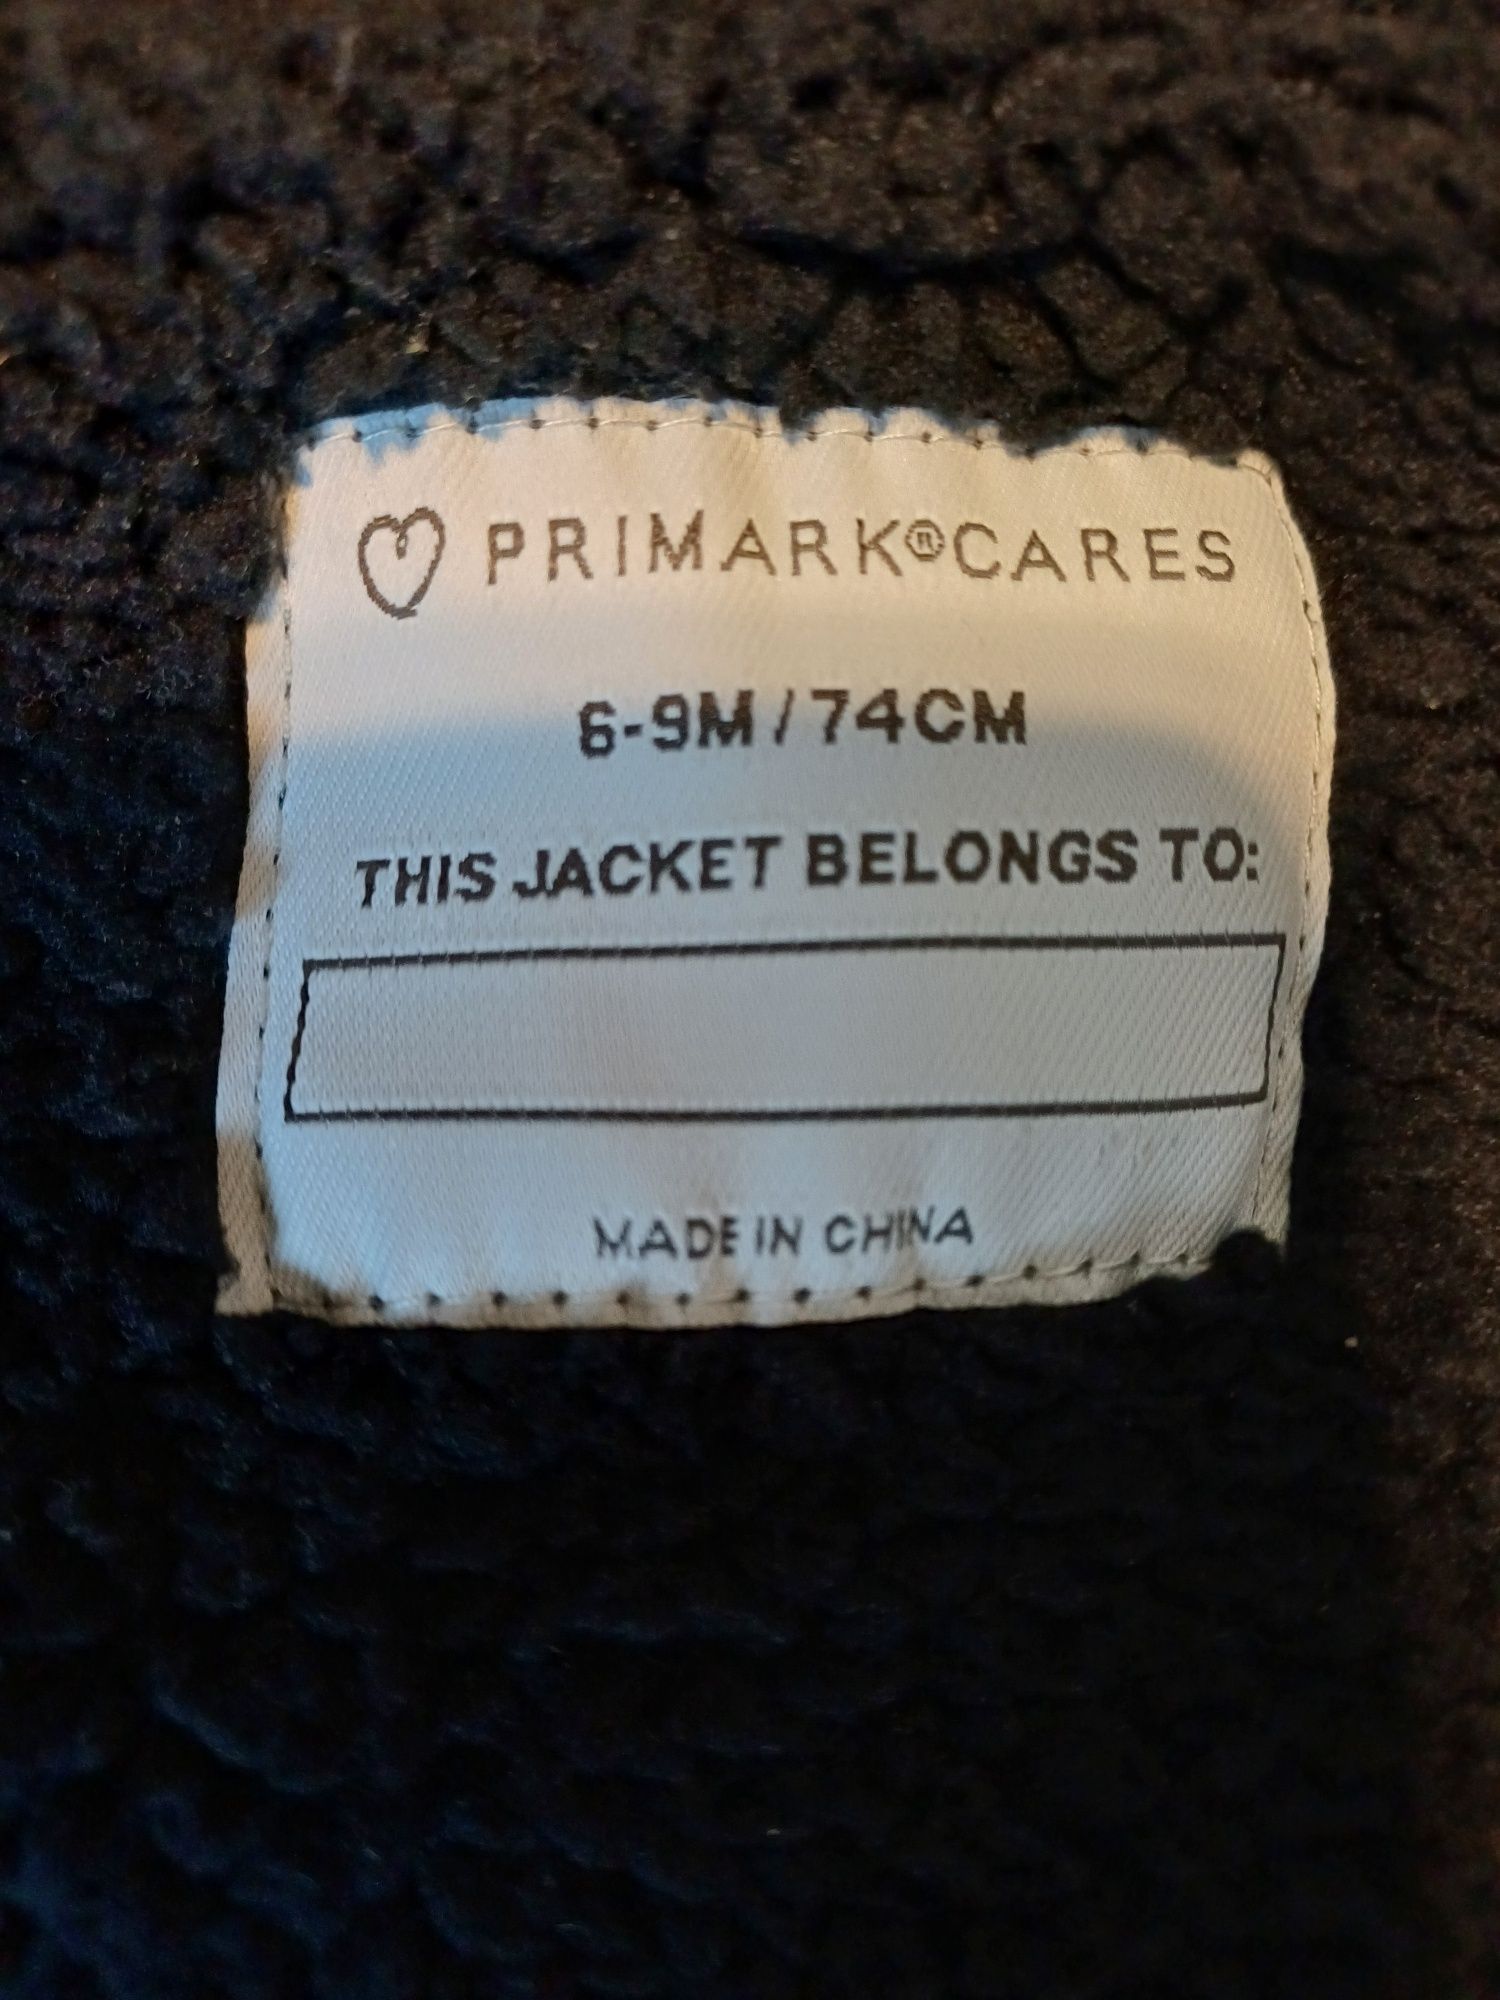 PRIMARK®CARES
6-9M/74CM
THIS JACKET BELONGS TO:
MADE IN CHINA